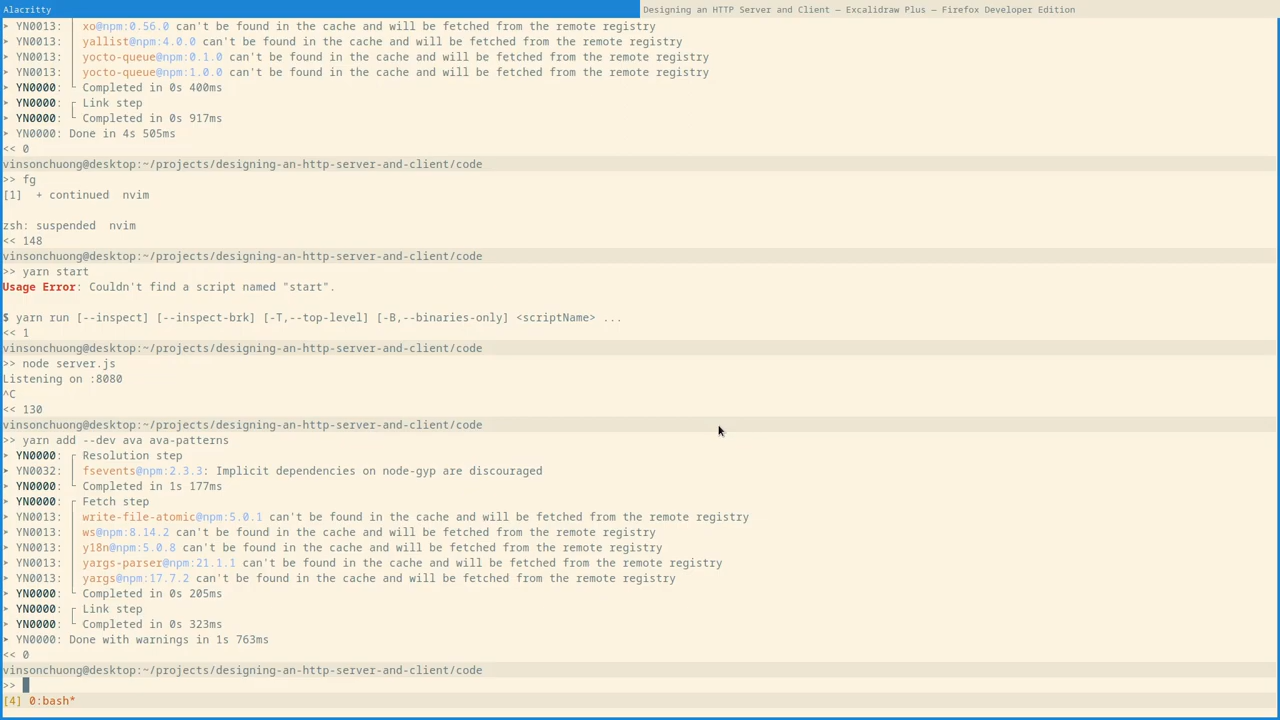 Alacritty
Designing an HTTP Server and Client — Excalidraw Plus — Firefox Developer Edition
➤ YN0013: │ xo@npm:0.56.0 can't be found in the cache and will be fetched from the remote registry
➤ YN0013: │ yallist@npm:4.0.0 can't be found in the cache and will be fetched from the remote registry
➤ YN0013: │ yocto-queue@npm:0.1.0 can't be found in the cache and will be fetched from the remote registry
➤ YN0013: │ yocto-queue@npm:1.0.0 can't be found in the cache and will be fetched from the remote registry
➤ YN0000: └ Completed in 0s 400ms
➤ YN0000: ┌ Link step
➤ YN0000: └ Completed in 0s 917ms
➤ YN0000: Done in 4s 505ms
<< 0
vinsonchuong@desktop:~/projects/designing-an-http-server-and-client/code
>> fg
[1]  + continued  nvim
zsh: suspended  nvim
<< 148
vinsonchuong@desktop:~/projects/designing-an-http-server-and-client/code
>> yarn start
Usage Error: Couldn't find a script named "start".
$ yarn run [--inspect] [--inspect-brk] [-T,--top-level] [-B,--binaries-only] <scriptName> ...
<< 1
vinsonchuong@desktop:~/projects/designing-an-http-server-and-client/code
>> node server.js
Listening on :8080
^C
<< 130
vinsonchuong@desktop:~/projects/designing-an-http-server-and-client/code
>> yarn add --dev ava ava-patterns
➤ YN0000: ┌ Resolution step
➤ YN0032: │ fsevents@npm:2.3.3: Implicit dependencies on node-gyp are discouraged
➤ YN0000: └ Completed in 1s 177ms
➤ YN0000: ┌ Fetch step
➤ YN0013: │ write-file-atomic@npm:5.0.1 can't be found in the cache and will be fetched from the remote registry
➤ YN0013: │ ws@npm:8.14.2 can't be found in the cache and will be fetched from the remote registry
➤ YN0013: │ y18n@npm:5.0.8 can't be found in the cache and will be fetched from the remote registry
➤ YN0013: │ yargs-parser@npm:21.1.1 can't be found in the cache and will be fetched from the remote registry
➤ YN0013: │ yargs@npm:17.7.2 can't be found in the cache and will be fetched from the remote registry
➤ YN0000: └ Completed in 0s 205ms
➤ YN0000: ┌ Link step
➤ YN0000: └ Completed in 0s 323ms
➤ YN0000: Done with warnings in 1s 763ms
<< 0
vinsonchuong@desktop:~/projects/designing-an-http-server-and-client/code
>>
[4] 0:bash*